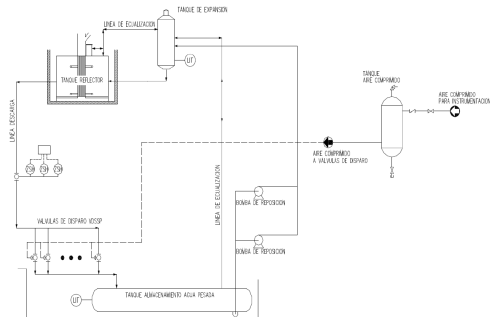 TANQUE DE EXPANSION
LINEA DE ECUALIZACION
LIT
TANQUE REFLECTOR
TANQUE
AIRE COMPRIMIDO
AIRE COMPRIMIDO
PARA INSTRUMENTACION
LINEA DESCARGA
AIRE COMPRIMIDO
A VALVULAS DE DISPARO
LINEA DE ECUALIZACION
BOMBA DE REPOSICION
VALVULAS DE DISPARO VDSSP
BOMBA DE REPOSICION
LIT
TANQUE ALMACENAMIENTO AGUA PESADA